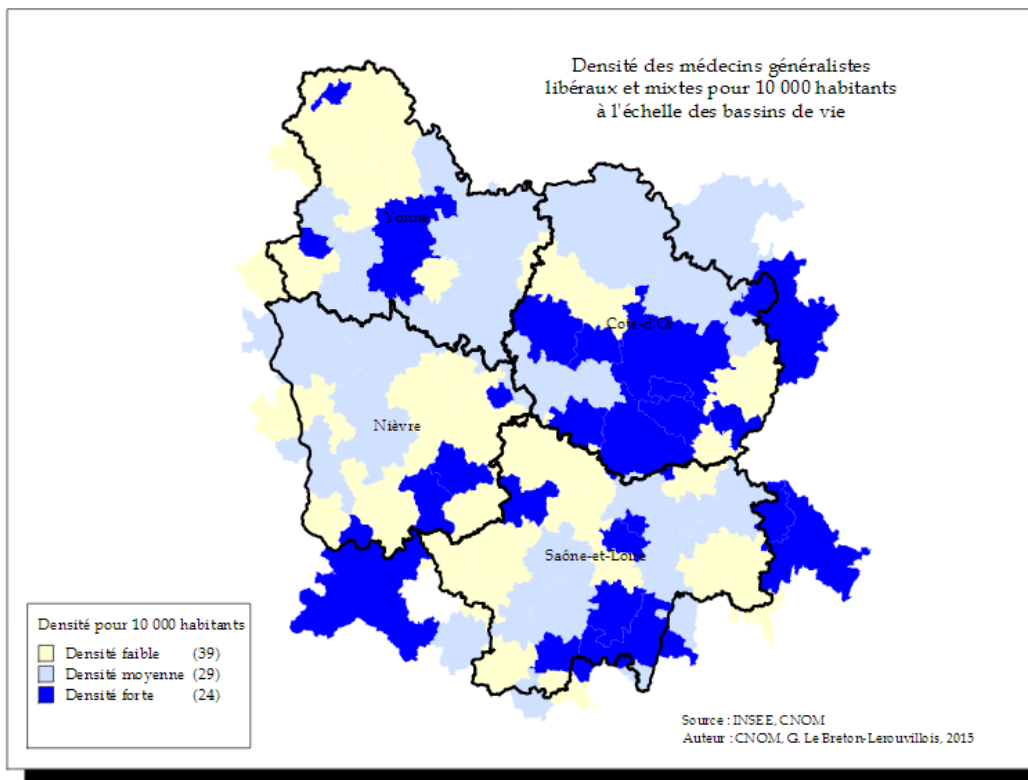 Densité des médecins généralistes
libéraux et mixtes pour 10 000 habitants
à l'échelle des bassins de vie
Yonne
Cote-d'Or
Nièvre
Saône-et-Loire
Densité pour 10 000 habitants
Densité faible (39)
Densité moyenne (29)
Densité forte (24)
Source : INSEE, CNOM
Auteur : CNOM, G. Le Breton-Lerouvillois, 2015